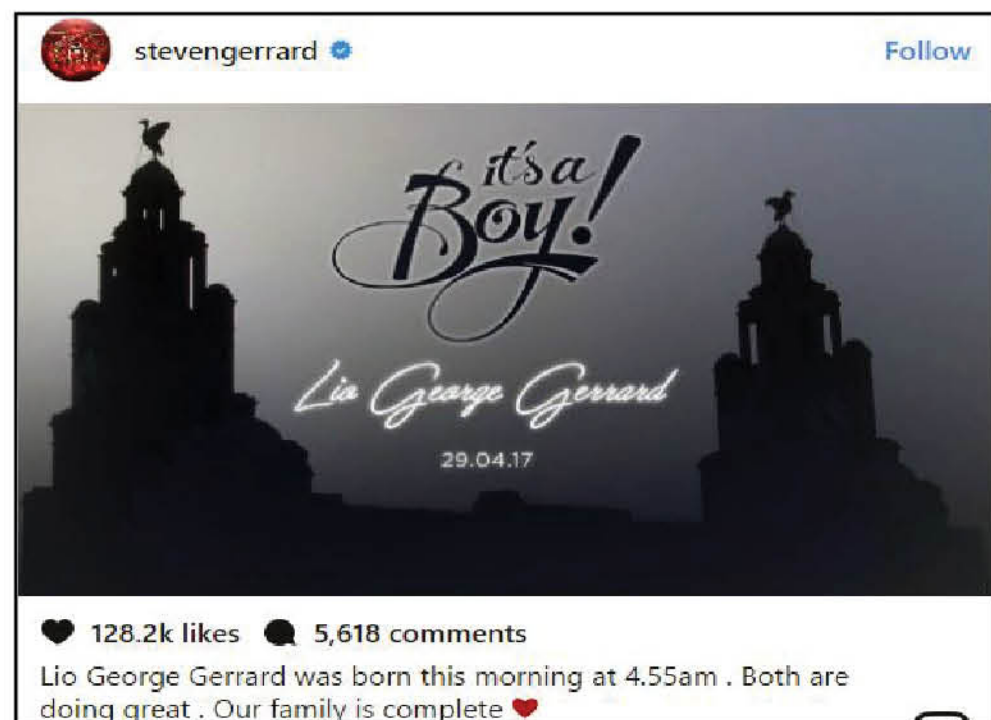 stevengerrard
Follow
it's a
Boy!
Lio George Gerrard
29.04.17
128.2k likes 5,618 comments
Lio George Gerrard was born this morning at 4.55am . Both are
doing great . Our family is complete ❤